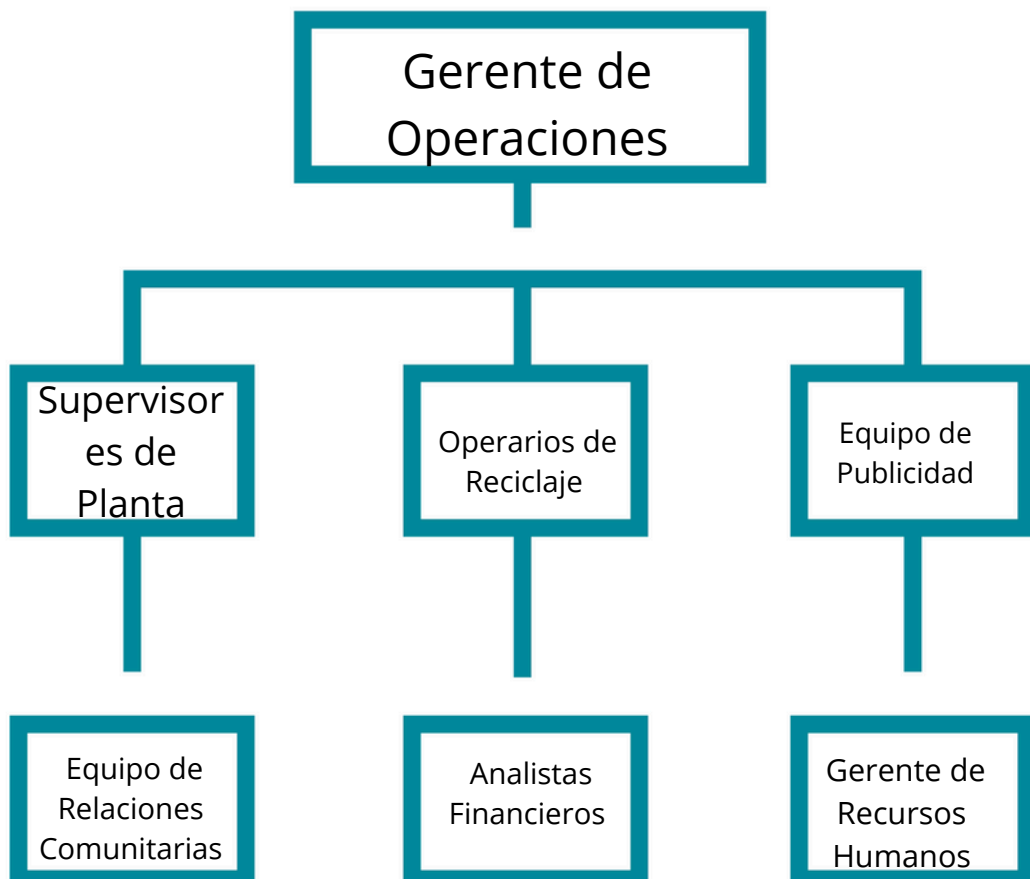 Gerente de
Operaciones
Supervisor
es de
Planta
Operarios de
Reciclaje
Equipo de
Publicidad
Equipo de
Relaciones
Comunitarias
Analistas
Financieros
Gerente de
Recursos
Humanos